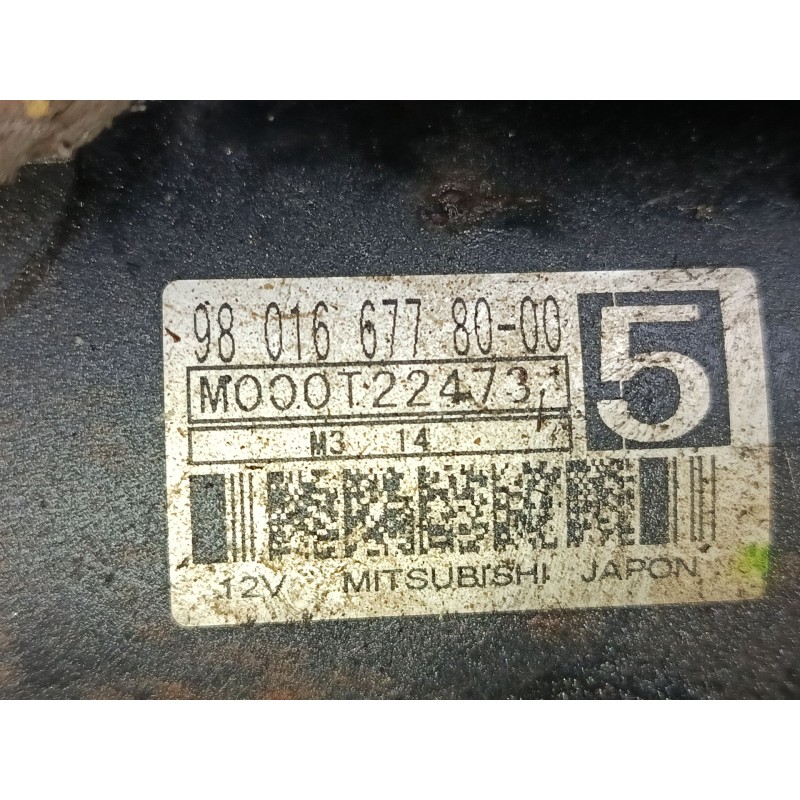 98 016 677 80-00
5
M000T22473
M3 14
12V MITSUBISHI JAPON